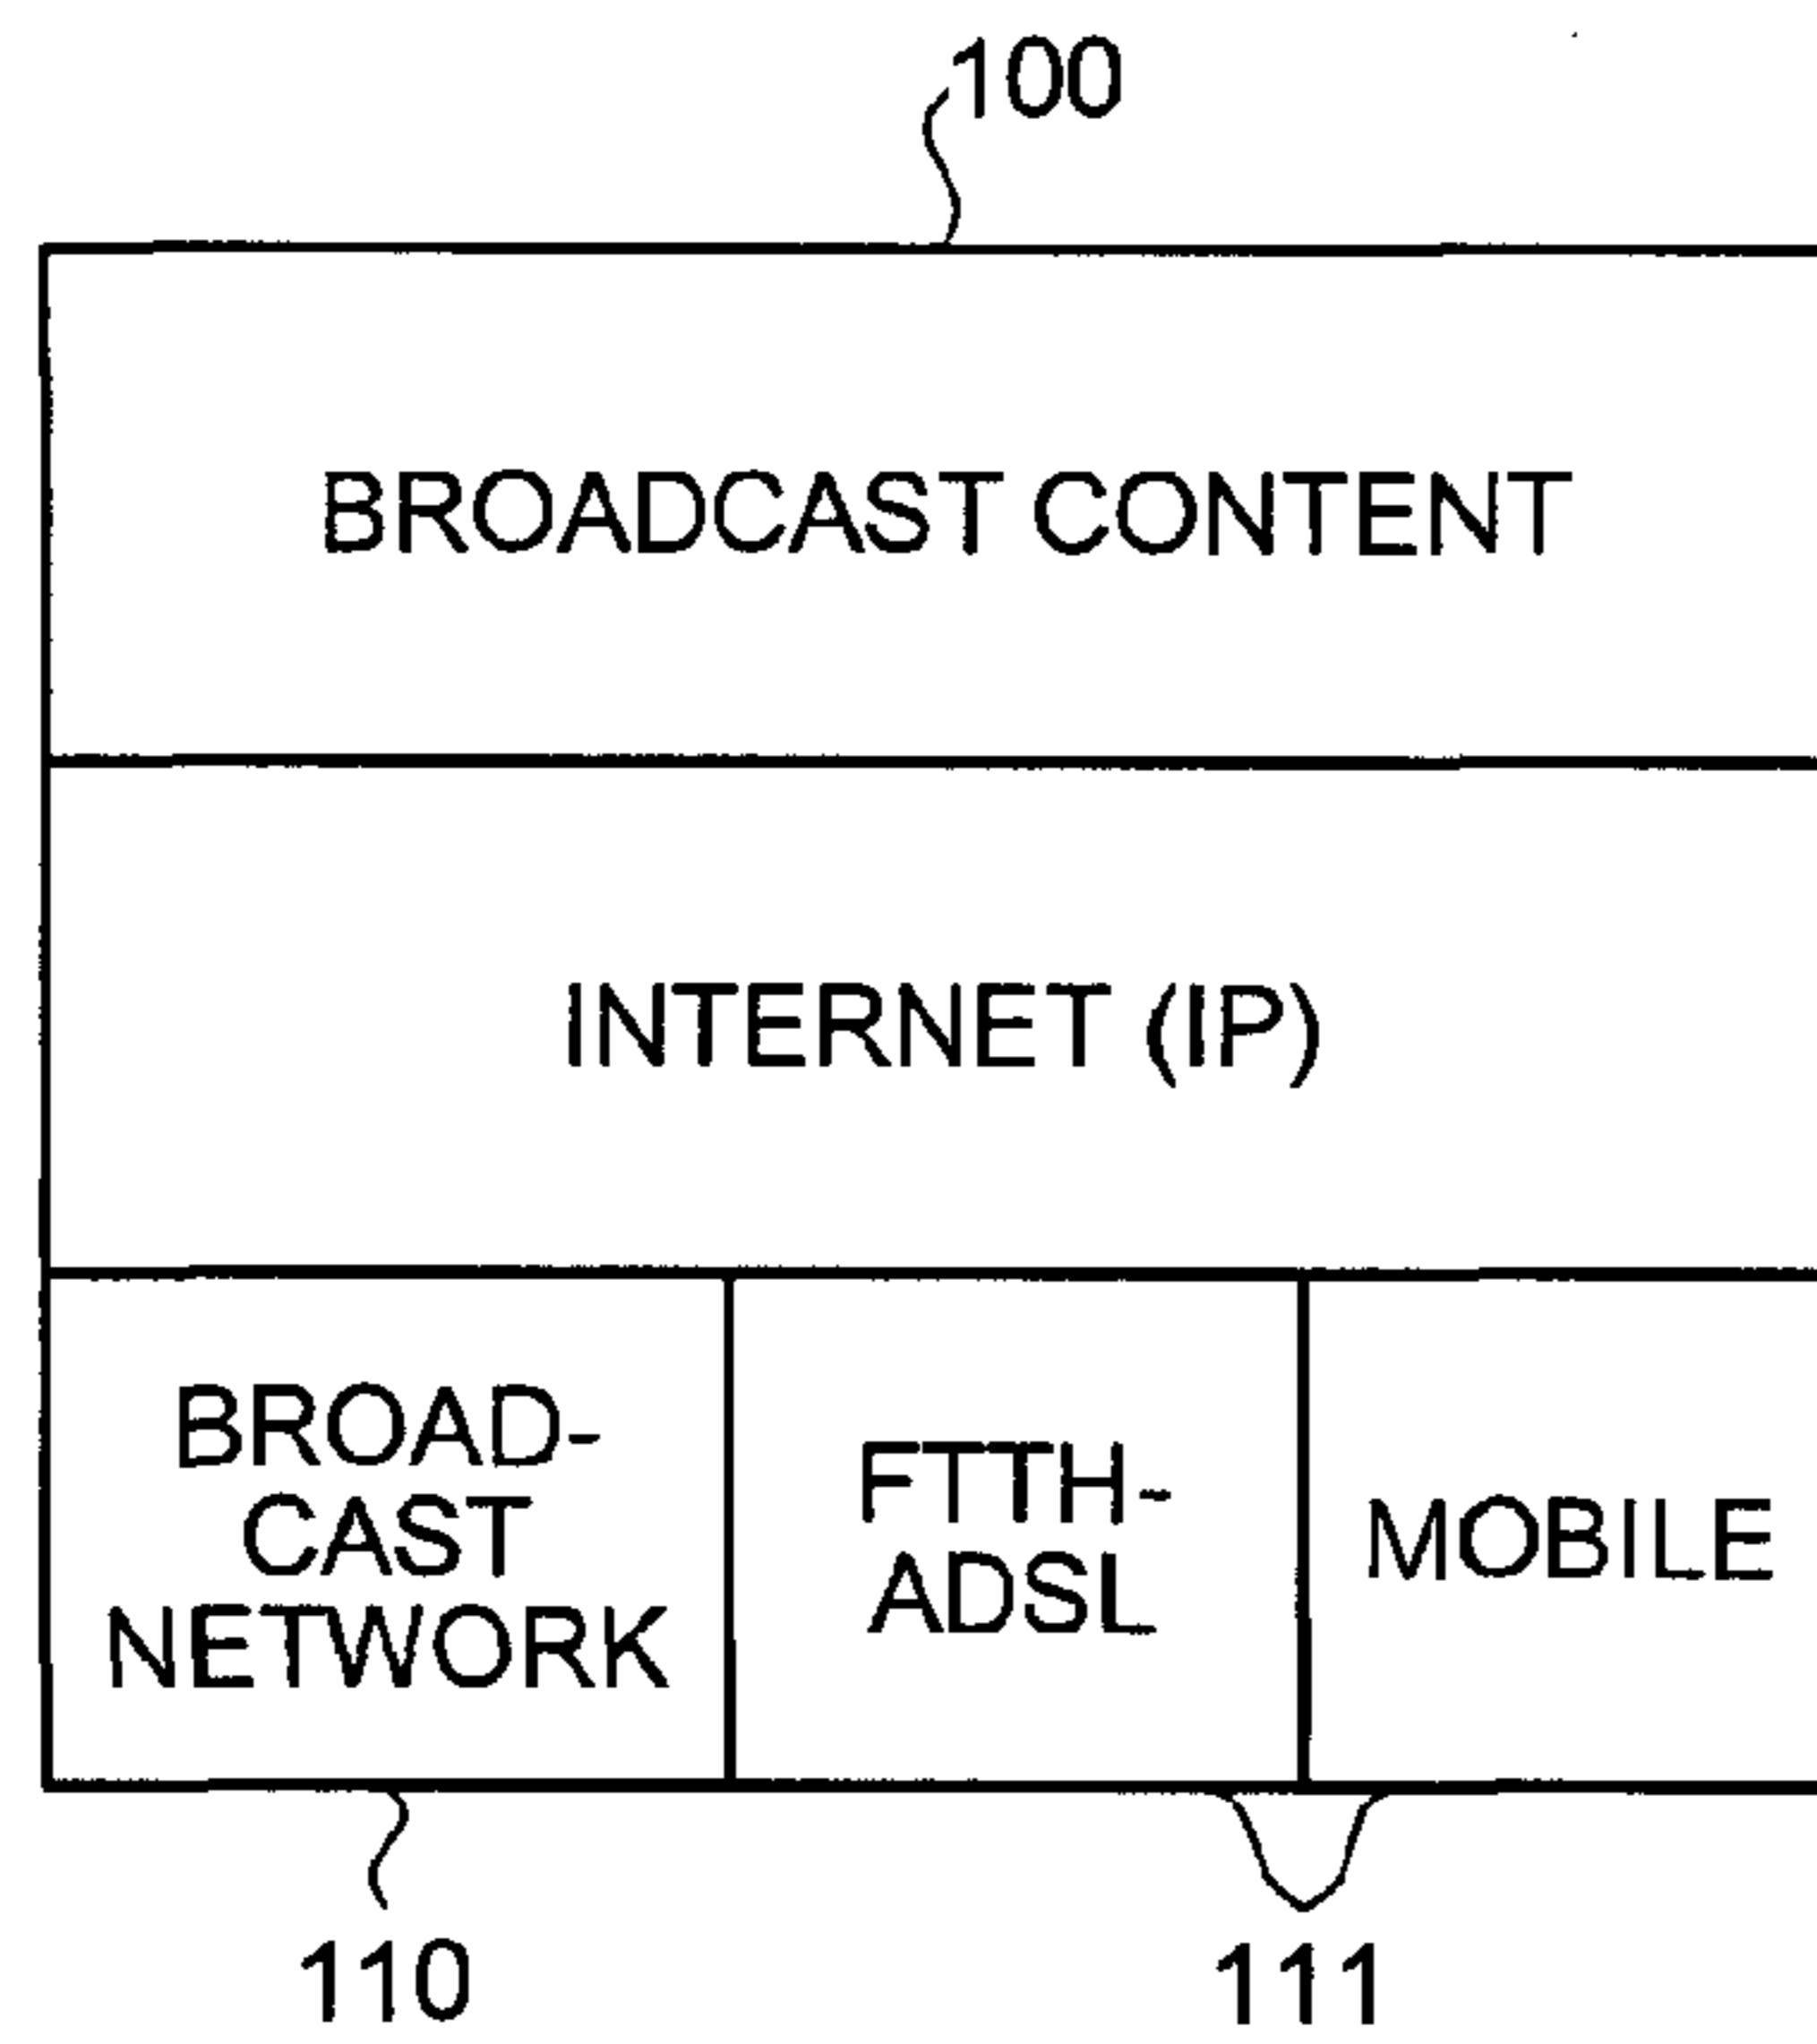 100
BROADCAST CONTENT
INTERNET (IP)
BROAD-
CAST
NETWORK
FTTH-
ADSL
MOBILE
110
111